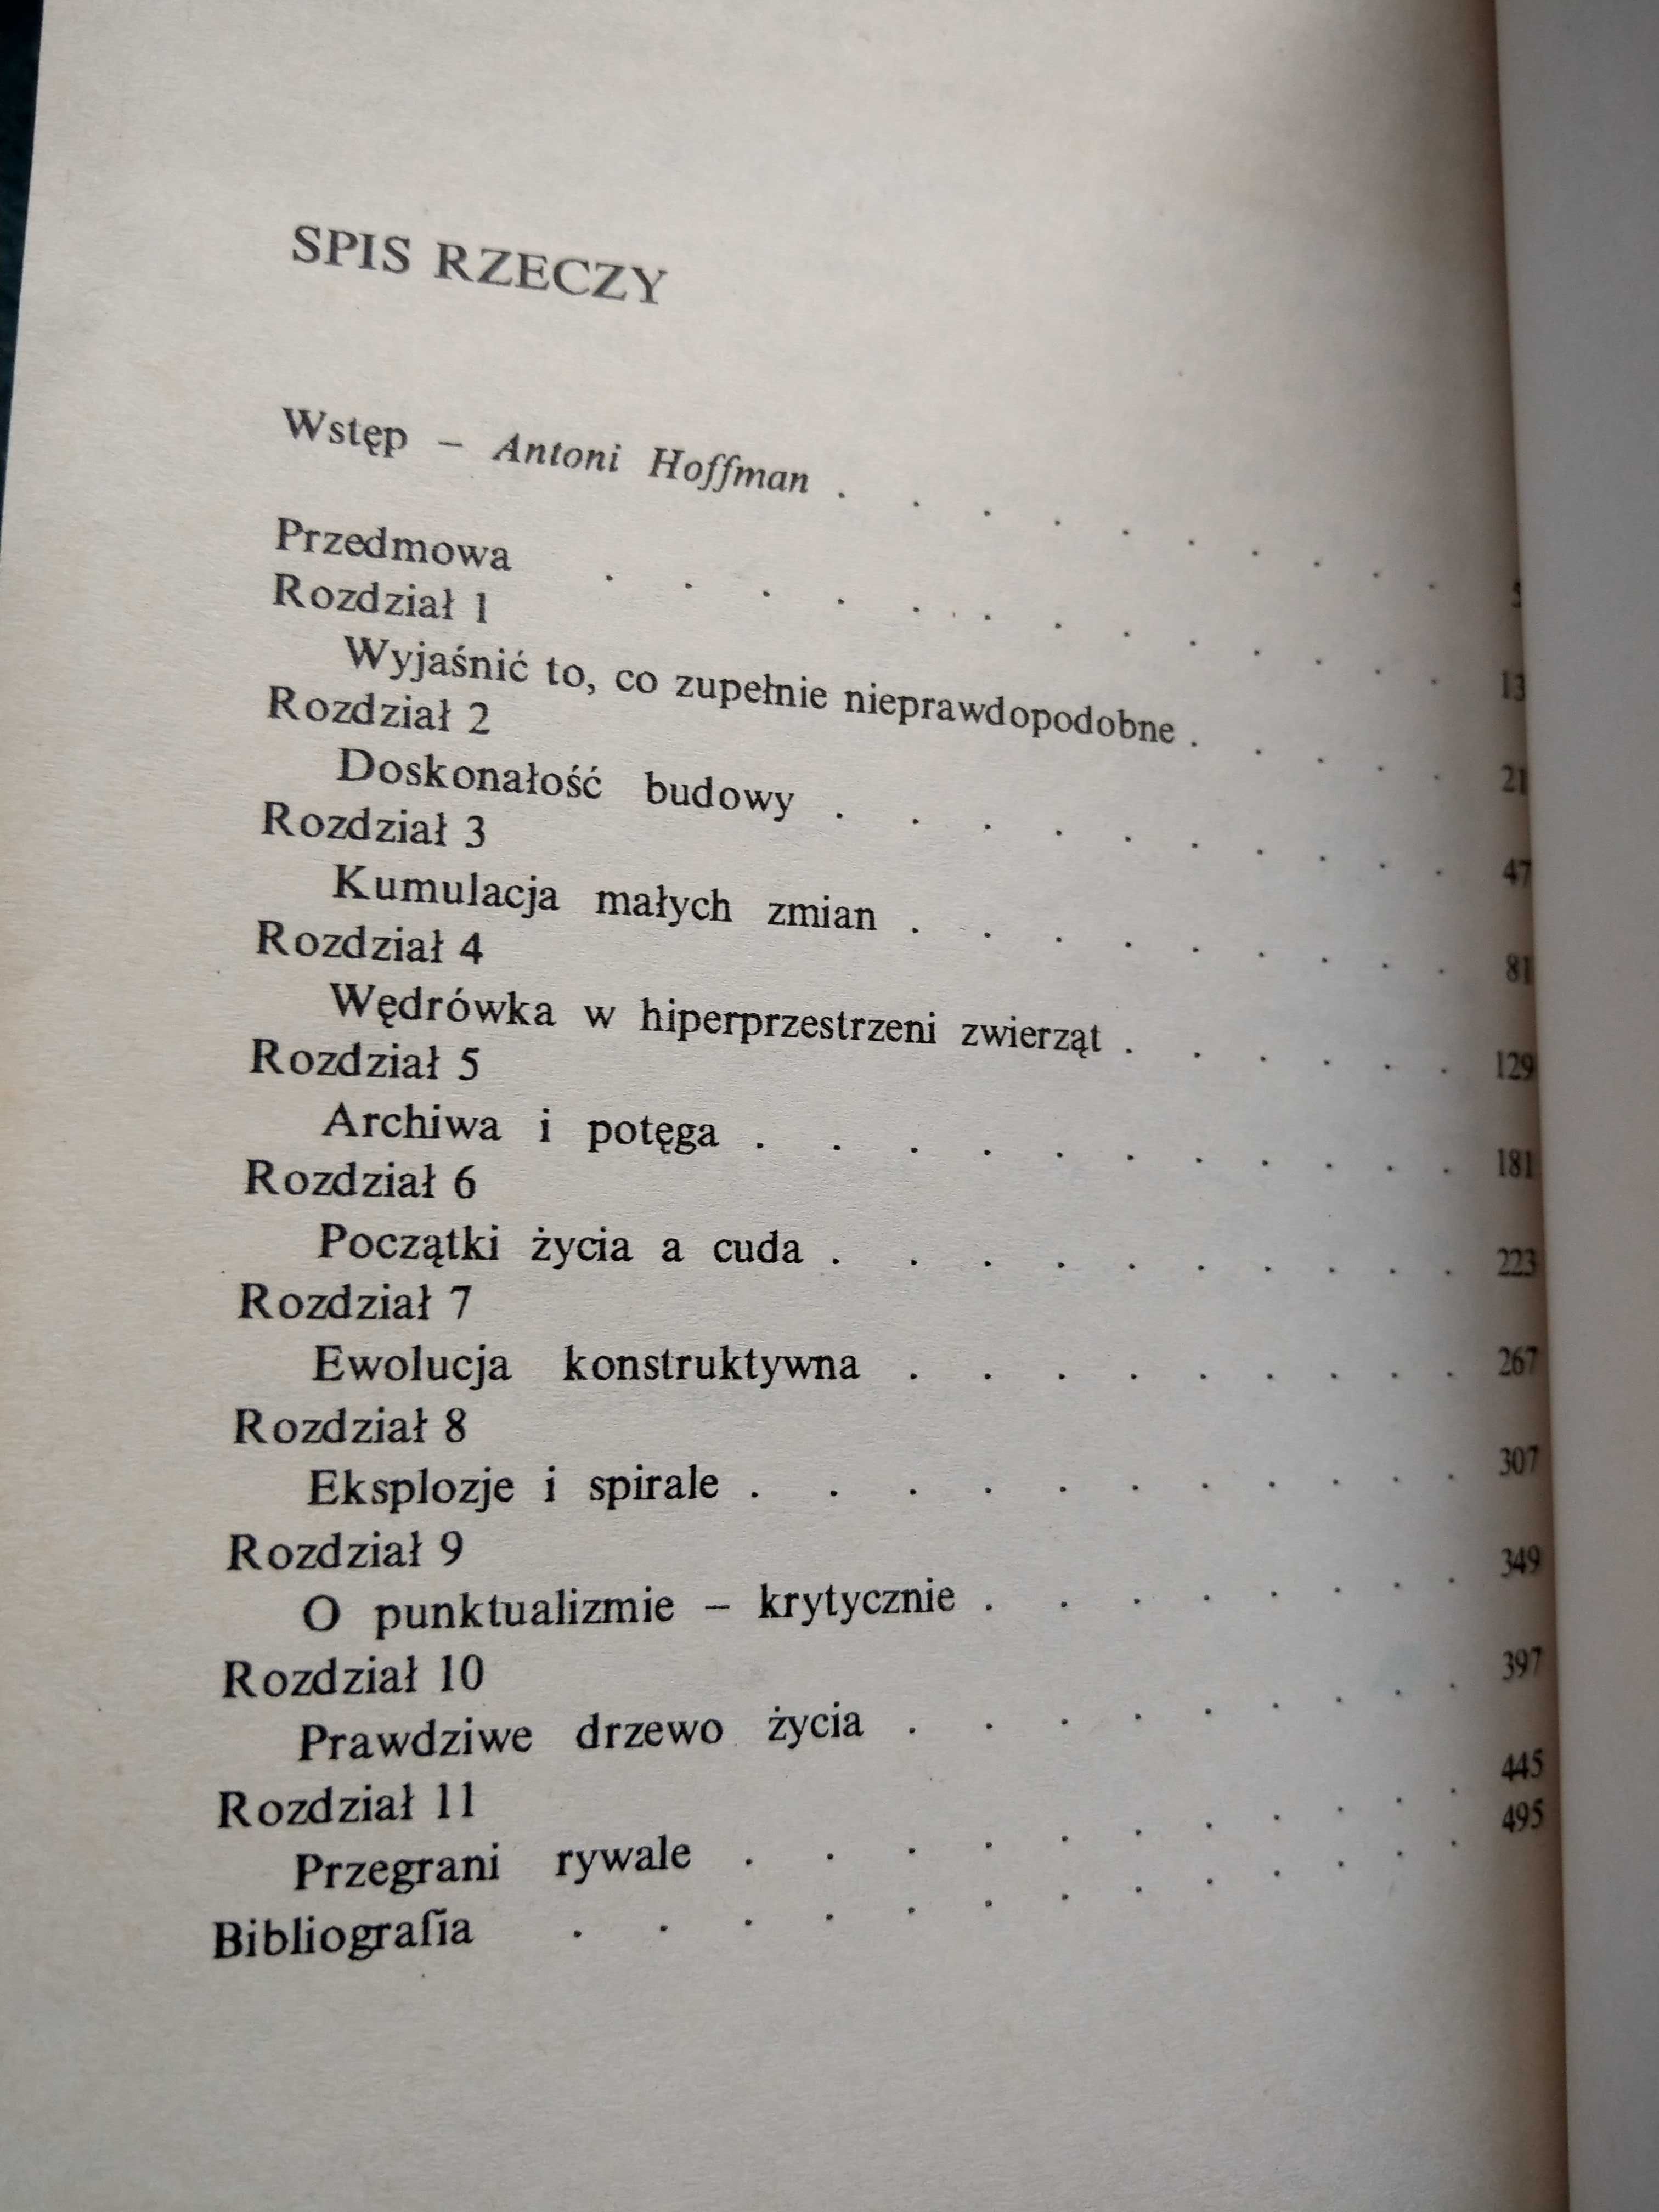 SPIS RZECZY
Wstęp – Antoni Hoffman . . . . . . . . . 5
Przedmowa . . . . . . . . . . . . 13
Rozdział 1
Wyjaśnić to, co zupełnie nieprawdopodobne . . . . . 21
Rozdział 2
Doskonałość budowy . . . . . . . . . 47
Rozdział 3
Kumulacja małych zmian . . . . . . . . 81
Rozdział 4
Wędrówka w hiperprzestrzeni zwierząt . . . . . . 129
Rozdział 5
Archiwa i potęga . . . . . . . . . . 181
Rozdział 6
Początki życia a cuda . . . . . . . . . 223
Rozdział 7
Ewolucja konstruktywna . . . . . . . . 267
Rozdział 8
Eksplozje i spirale . . . . . . . . . . 307
Rozdział 9
O punktualizmie – krytycznie . . . . . . . 349
Rozdział 10
Prawdziwe drzewo życia . . . . . . . . 397
Rozdział 11
Przegrani rywale . . . . . . . . . . 445
Bibliografia . . . . . . . . . . . . 495